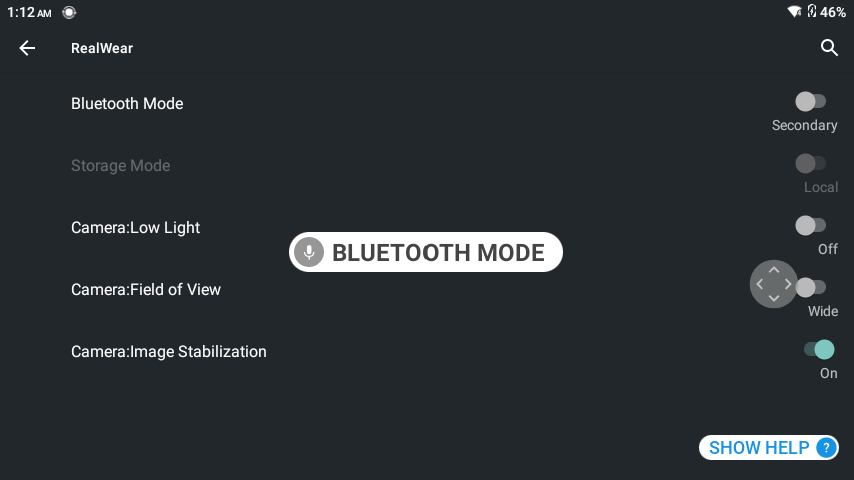 1:12 AM
46%
RealWear
Bluetooth Mode
Secondary
Storage Mode
Local
Camera:Low Light
Off
BLUETOOTH MODE
Camera:Field of View
Wide
Camera:Image Stabilization
On
SHOW HELP ?